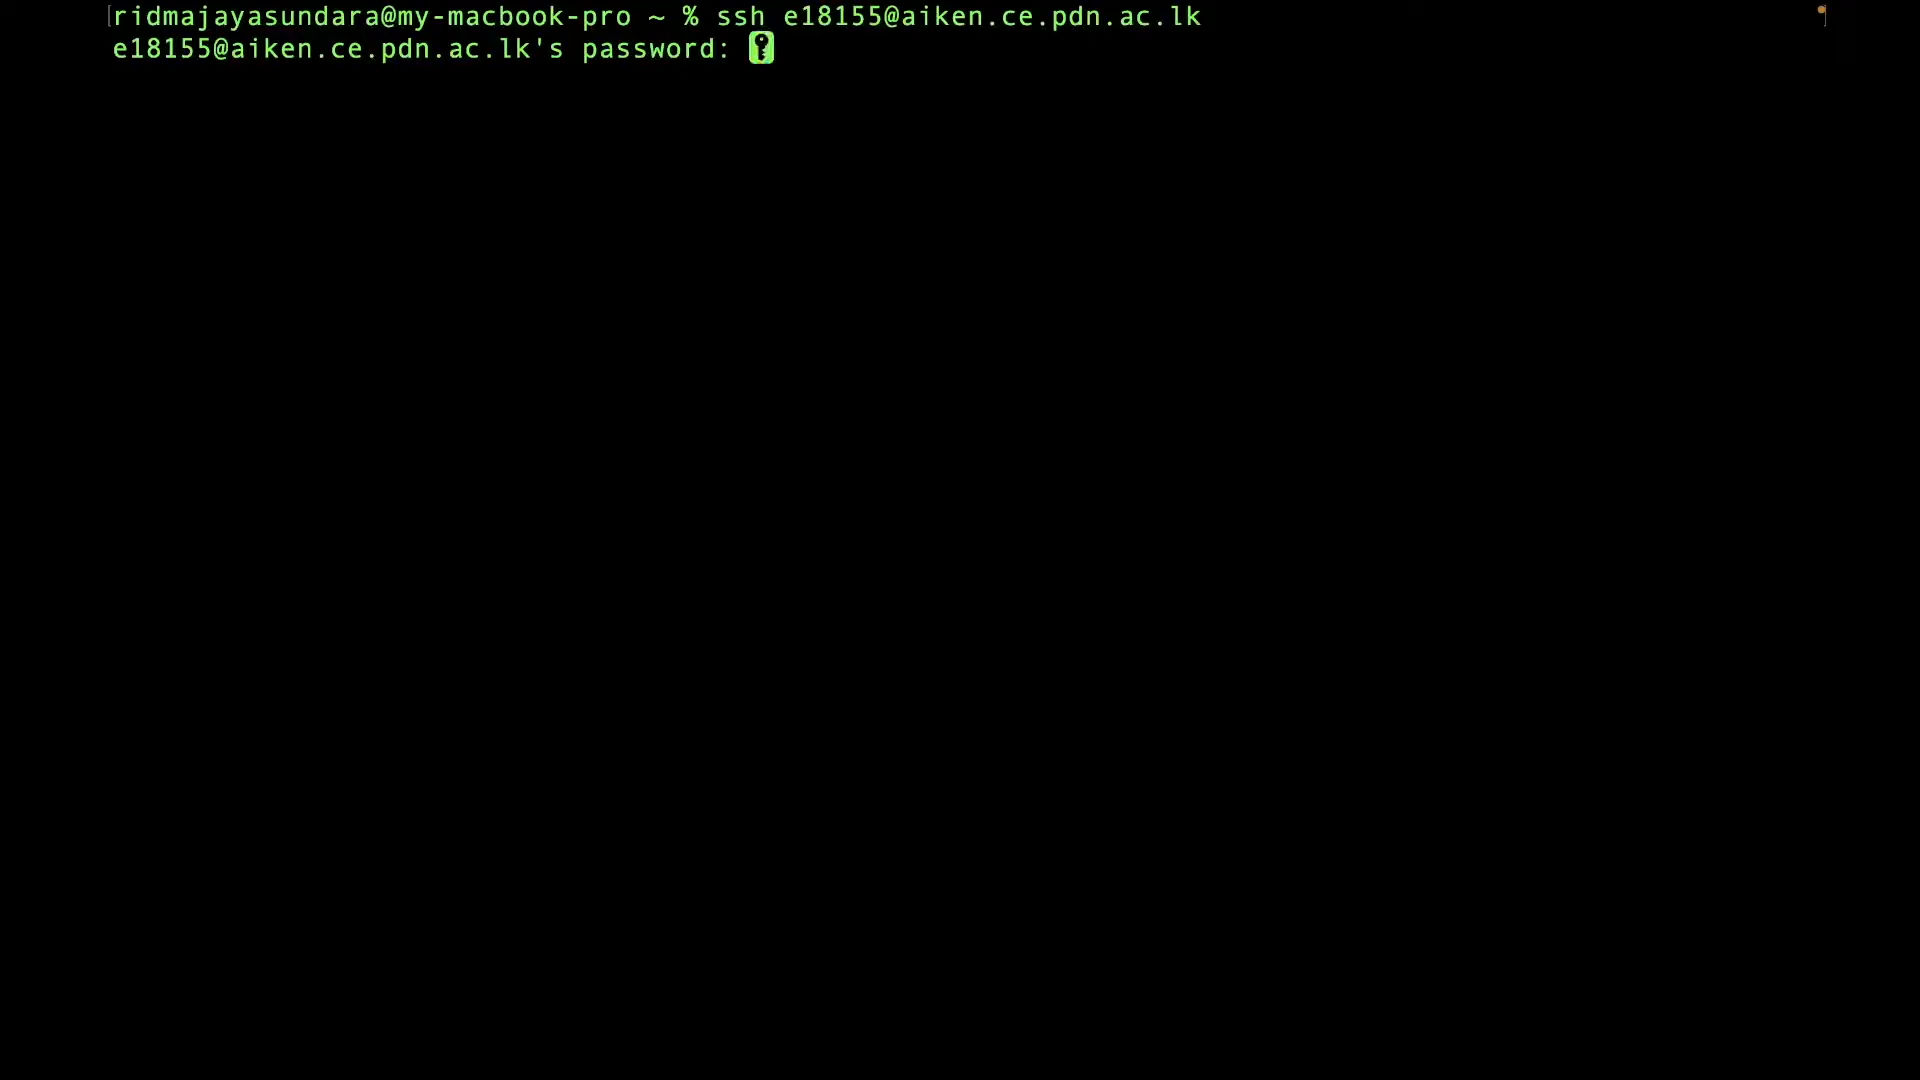 ridmajayasundara@my-macbook-pro ~ % ssh e18155@aiken.ce.pdn.ac.lk
e18155@aiken.ce.pdn.ac.lk's password: